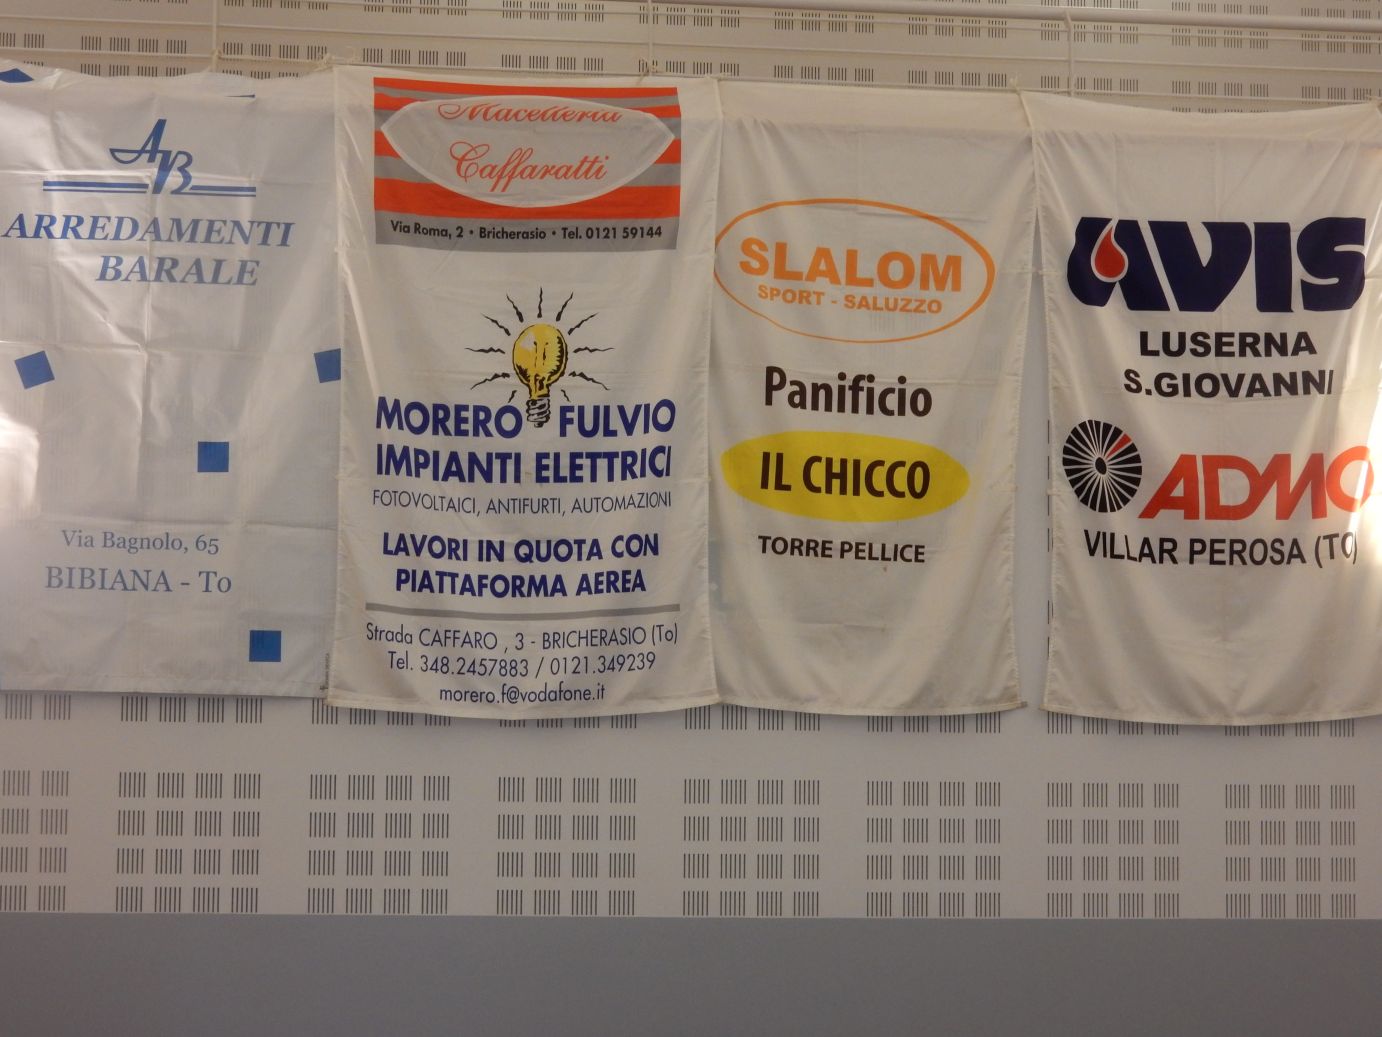 AB
ARREDAMENTI
BARALE
Via Bagnolo, 65
BIBIANA - To
Macelleria
Caffaratti
Via Roma, 2 • Bricherasio • Tel. 0121 59144
MORERO FULVIO
IMPIANTI ELETTRICI
FOTOVOLTAICI, ANTIFURTI, AUTOMAZIONI
LAVORI IN QUOTA CON
PIATTAFORMA AEREA
Strada CAFFARO , 3 - BRICHERASIO (To)
Tel. 348.2457883 / 0121.349239
morero.f@vodafone.it
SLALOM
SPORT - SALUZZO
Panificio
IL CHICCO
TORRE PELLICE
AVIS
LUSERNA
S.GIOVANNI
ADMO
VILLAR PEROSA (TO)